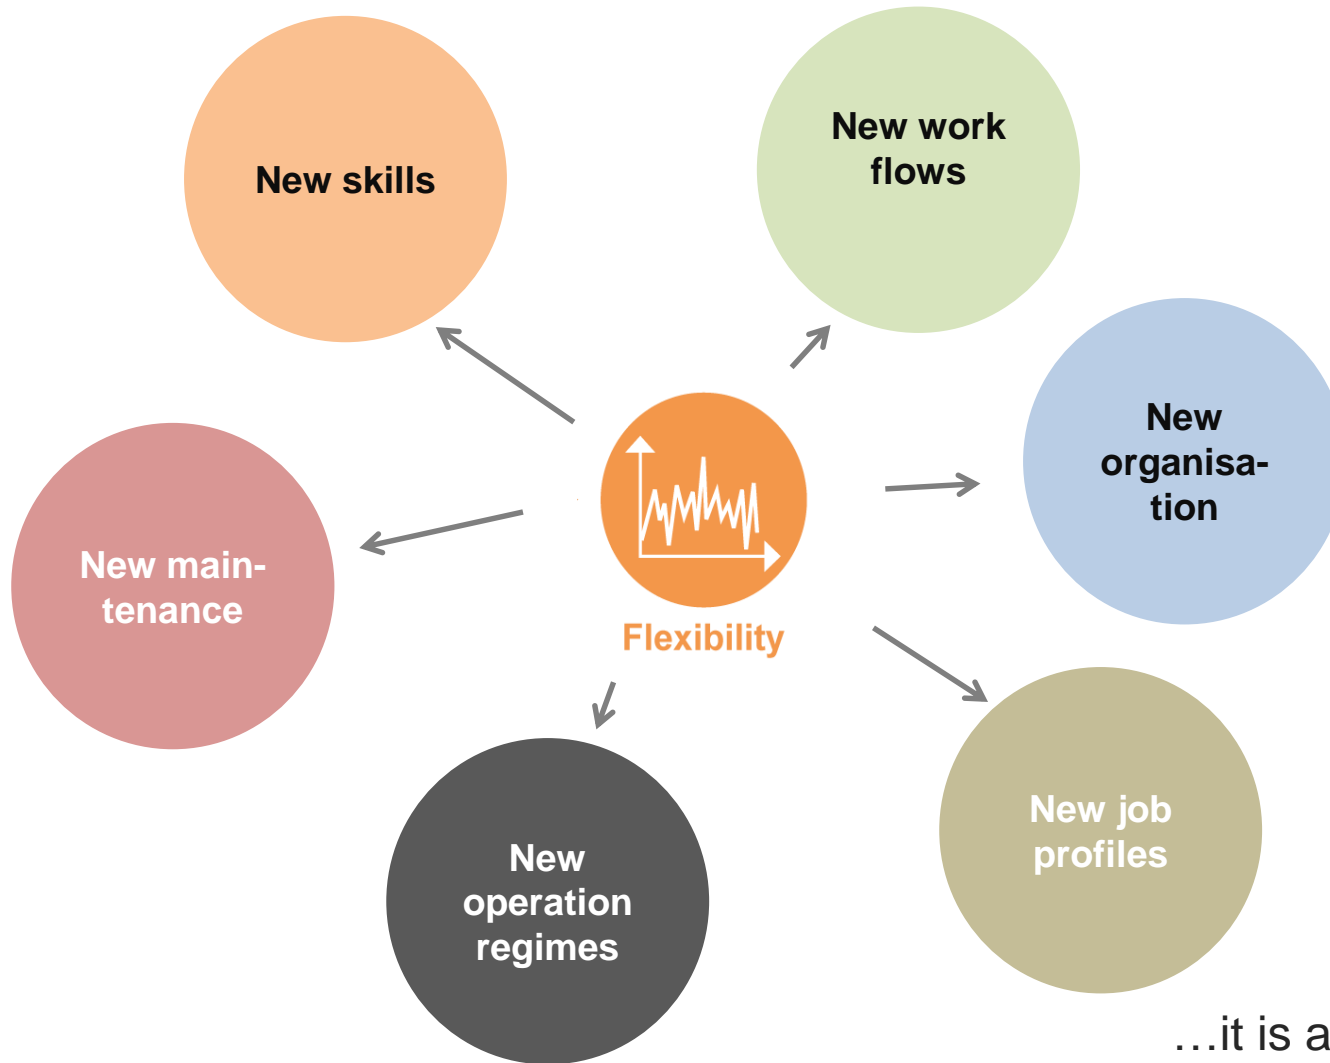 New skills
New work
flows
New
organisa-
tion
New main-
tenance
Flexibility
New job
profiles
New
operation
regimes
…it is a